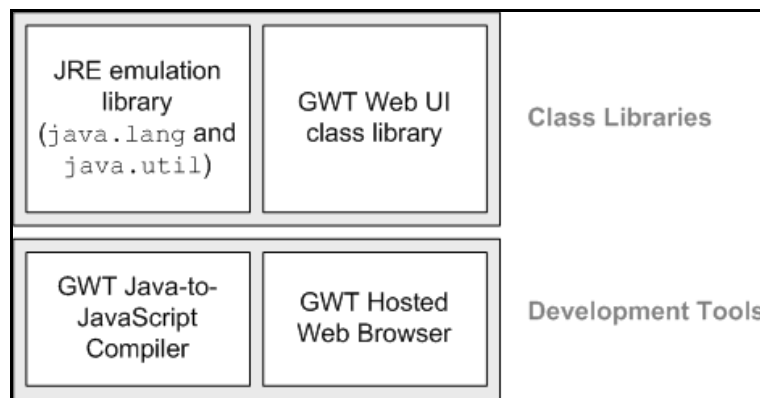 JRE emulation
library
(java.lang and
java.util)
GWT Web UI
class library
Class Libraries
GWT Java-to-
JavaScript
Compiler
GWT Hosted
Web Browser
Development Tools